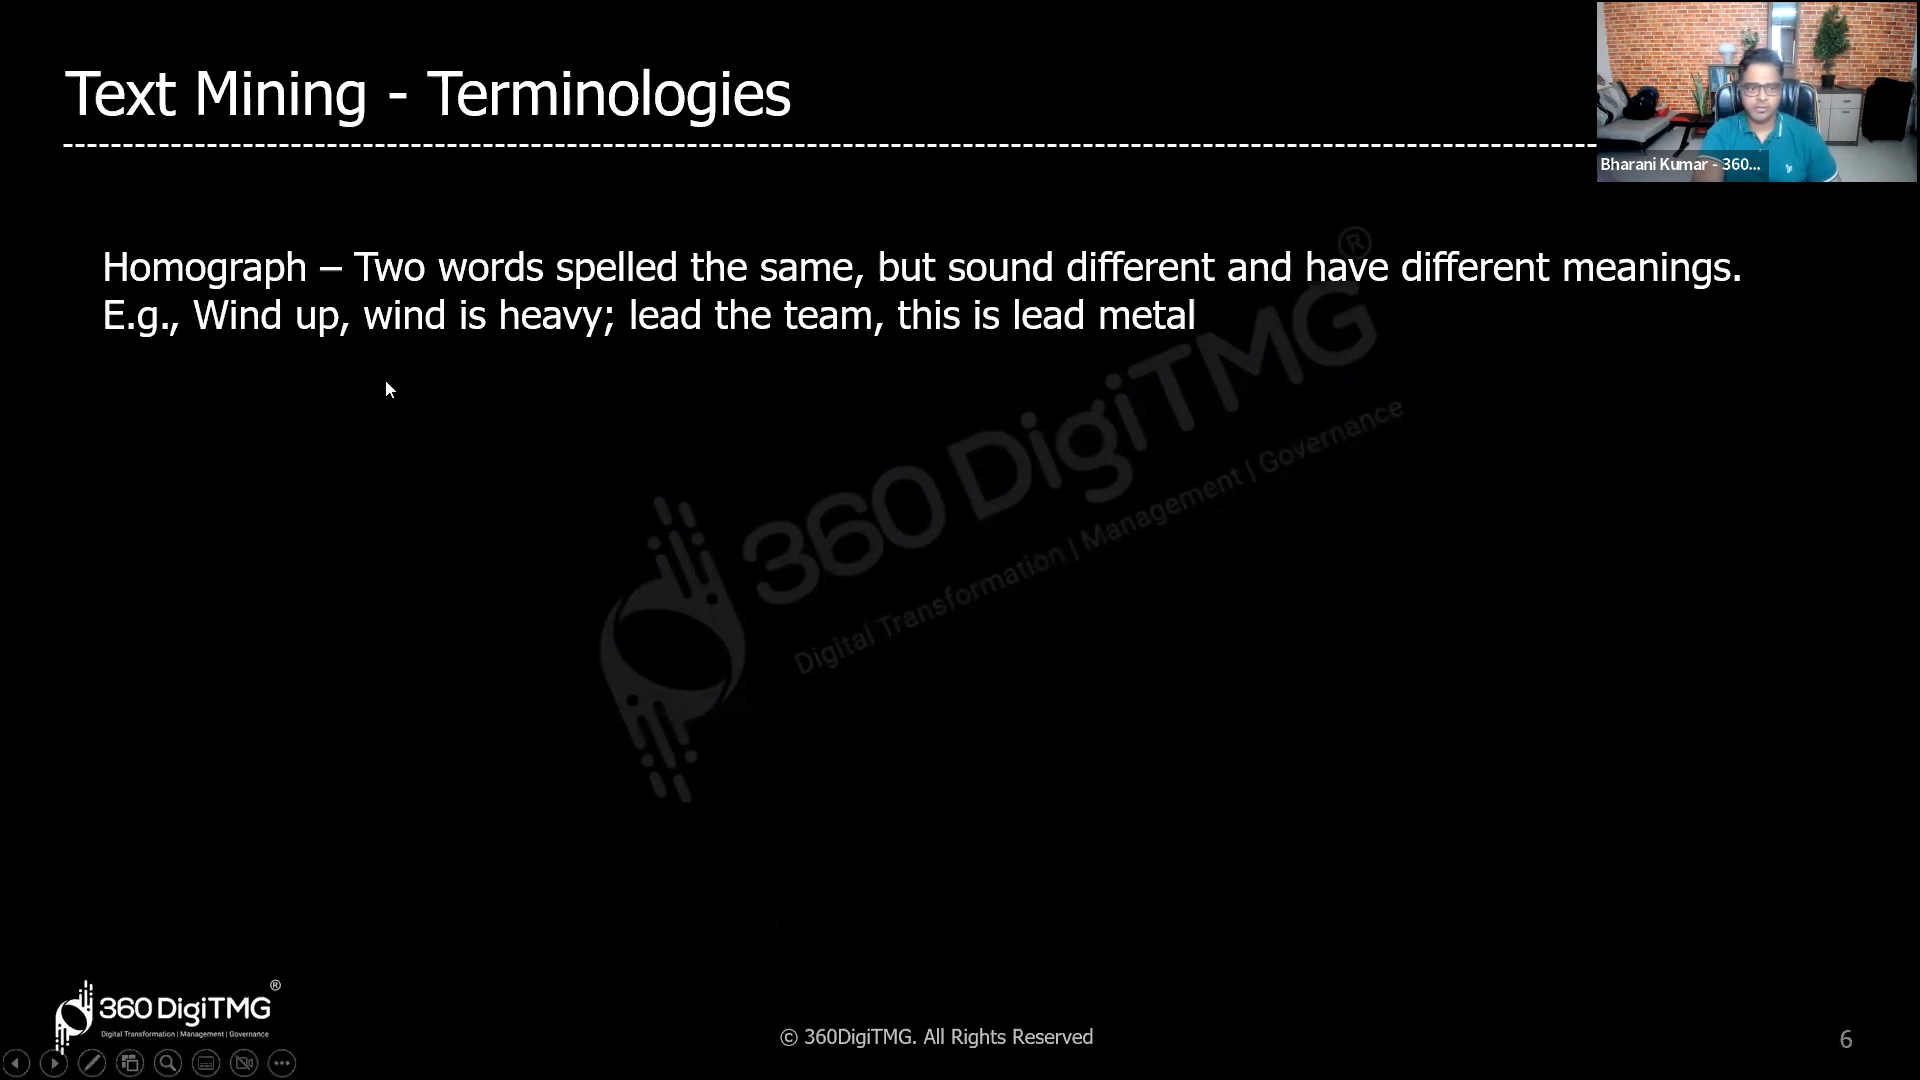 Text Mining - Terminologies
Bharani Kumar - 360...
Homograph – Two words spelled the same, but sound different and have different meanings.
E.g., Wind up, wind is heavy; lead the team, this is lead metal
®
360 DigiTMG
Digital Transformation | Management | Governance
®
360 DigiTMG
Digital Transformation | Management | Governance
© 360DigiTMG. All Rights Reserved
6